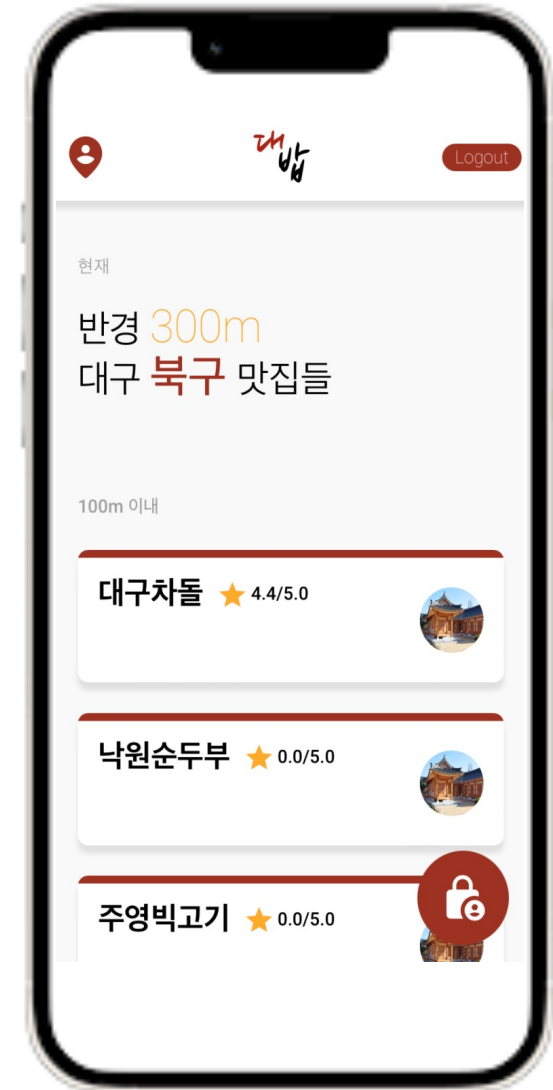 대밥
Logout
현재
반경 300m
대구 북구 맛집들
100m 이내
대구차돌 4.4/5.0
낙원순두부 0.0/5.0
주영빅고기 0.0/5.0